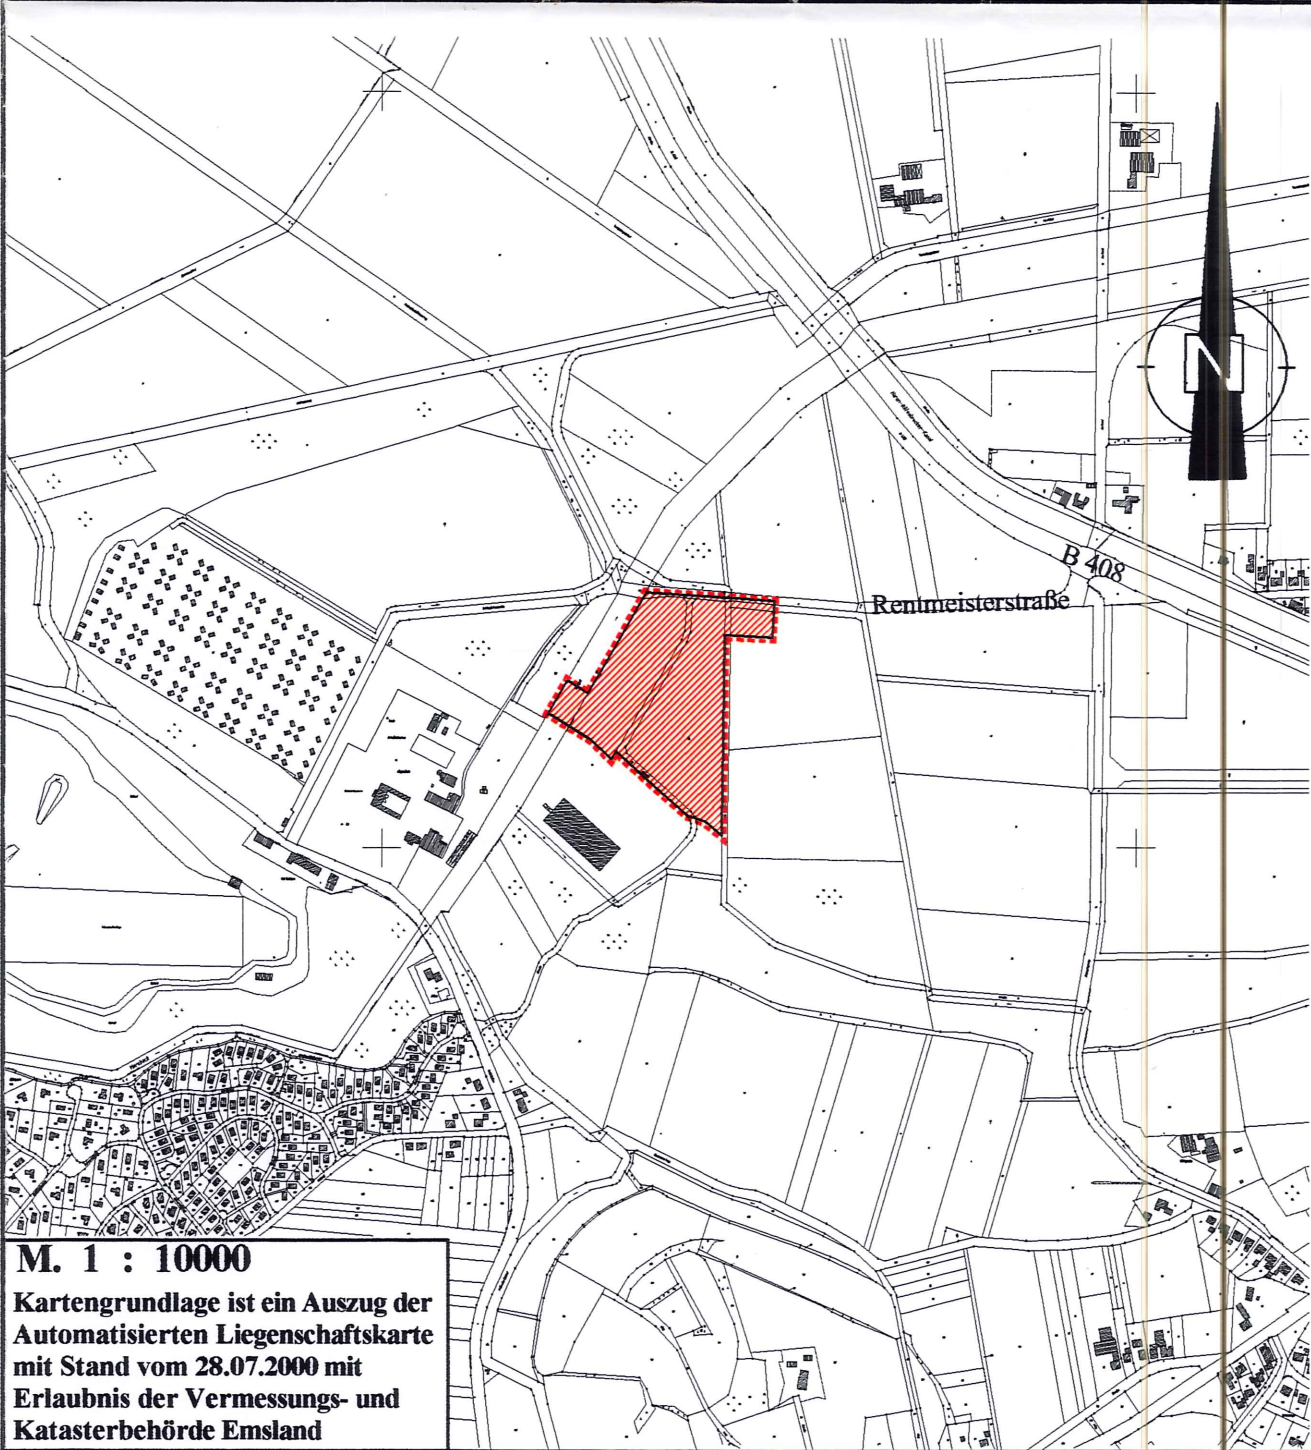 N
B 408
Rentmeisterstraße
M. 1 : 10000
Kartengrundlage ist ein Auszug der
Automatisierten Liegenschaftskarte
mit Stand vom 28.07.2000 mit
Erlaubnis der Vermessungs- und
Katasterbehörde Emsland